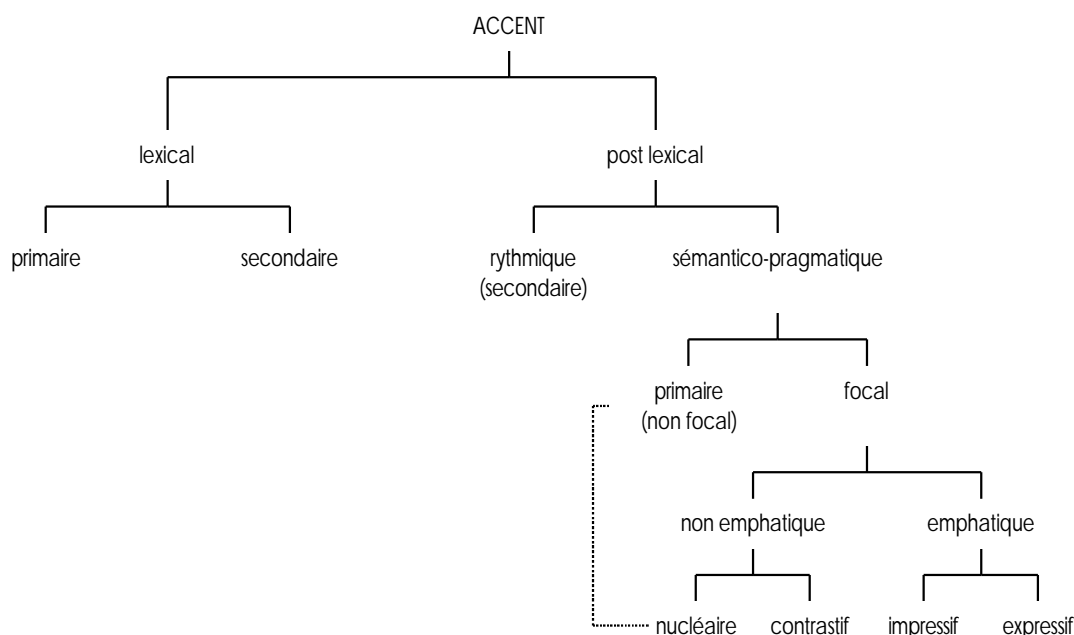 ACCENT
lexical
post lexical
primaire
secondaire
rythmique
(secondaire)
sémantico-pragmatique
primaire
(non focal)
focal
non emphatique
emphatique
nucléaire
contrastif
impressif
expressif